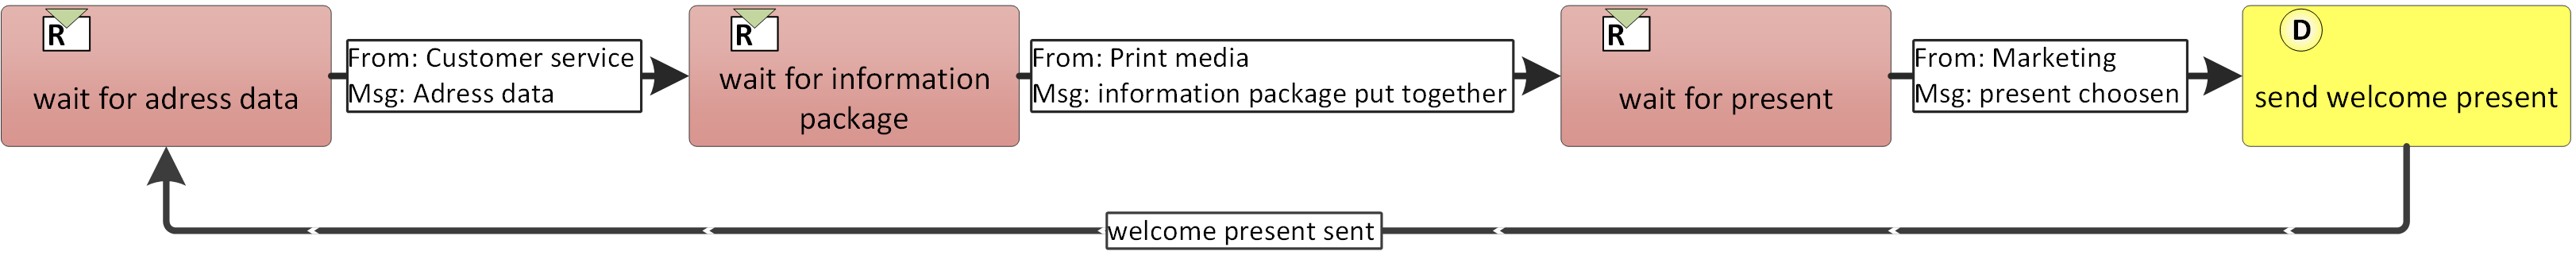 R
wait for adress data
From: Customer service
Msg: Adress data
R
wait for information
package
From: Print media
Msg: information package put together
R
wait for present
From: Marketing
Msg: present choosen
D
send welcome present
welcome present sent